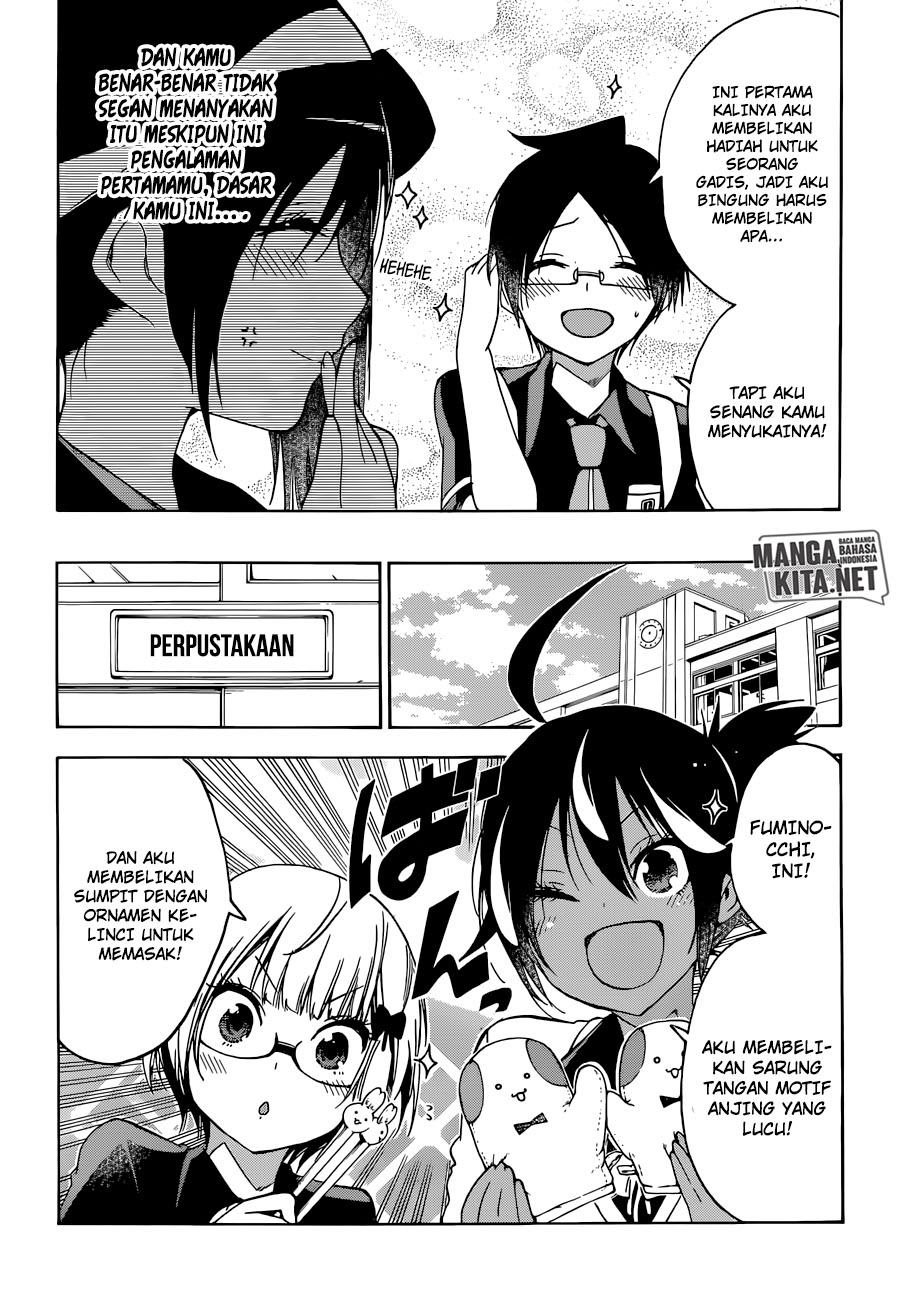 INI PERTAMA
KALINYA AKU
MEMBELIKAN
HADIAH UNTUK
SEORANG
GADIS, JADI AKU
BINGUNG HARUS
MEMBELIKAN
APA...
TAPI AKU
SENANG KAMU
MENYUKAINYA!
HEHEHE.
DAN KAMU
BENAR-BENAR TIDAK
SEGAN MENANYAKAN
ITU MESKIPUN INI
PENGALAMAN
PERTAMAMU, DASAR
KAMU INI....
MANGA
KITA.NET
BACA MANGA
BAHASA
INDONESIA
PERPUSTAKAAN
FUMINO-
CCHI,
INI!
AKU MEMBELI-
KAN SARUNG
TANGAN MOTIF
ANJING YANG
LUCU!
ばんっ
DAN AKU
MEMBELIKAN
SUMPIT DENGAN
ORNAMEN KE-
LINCI UNTUK
MEMASAK!